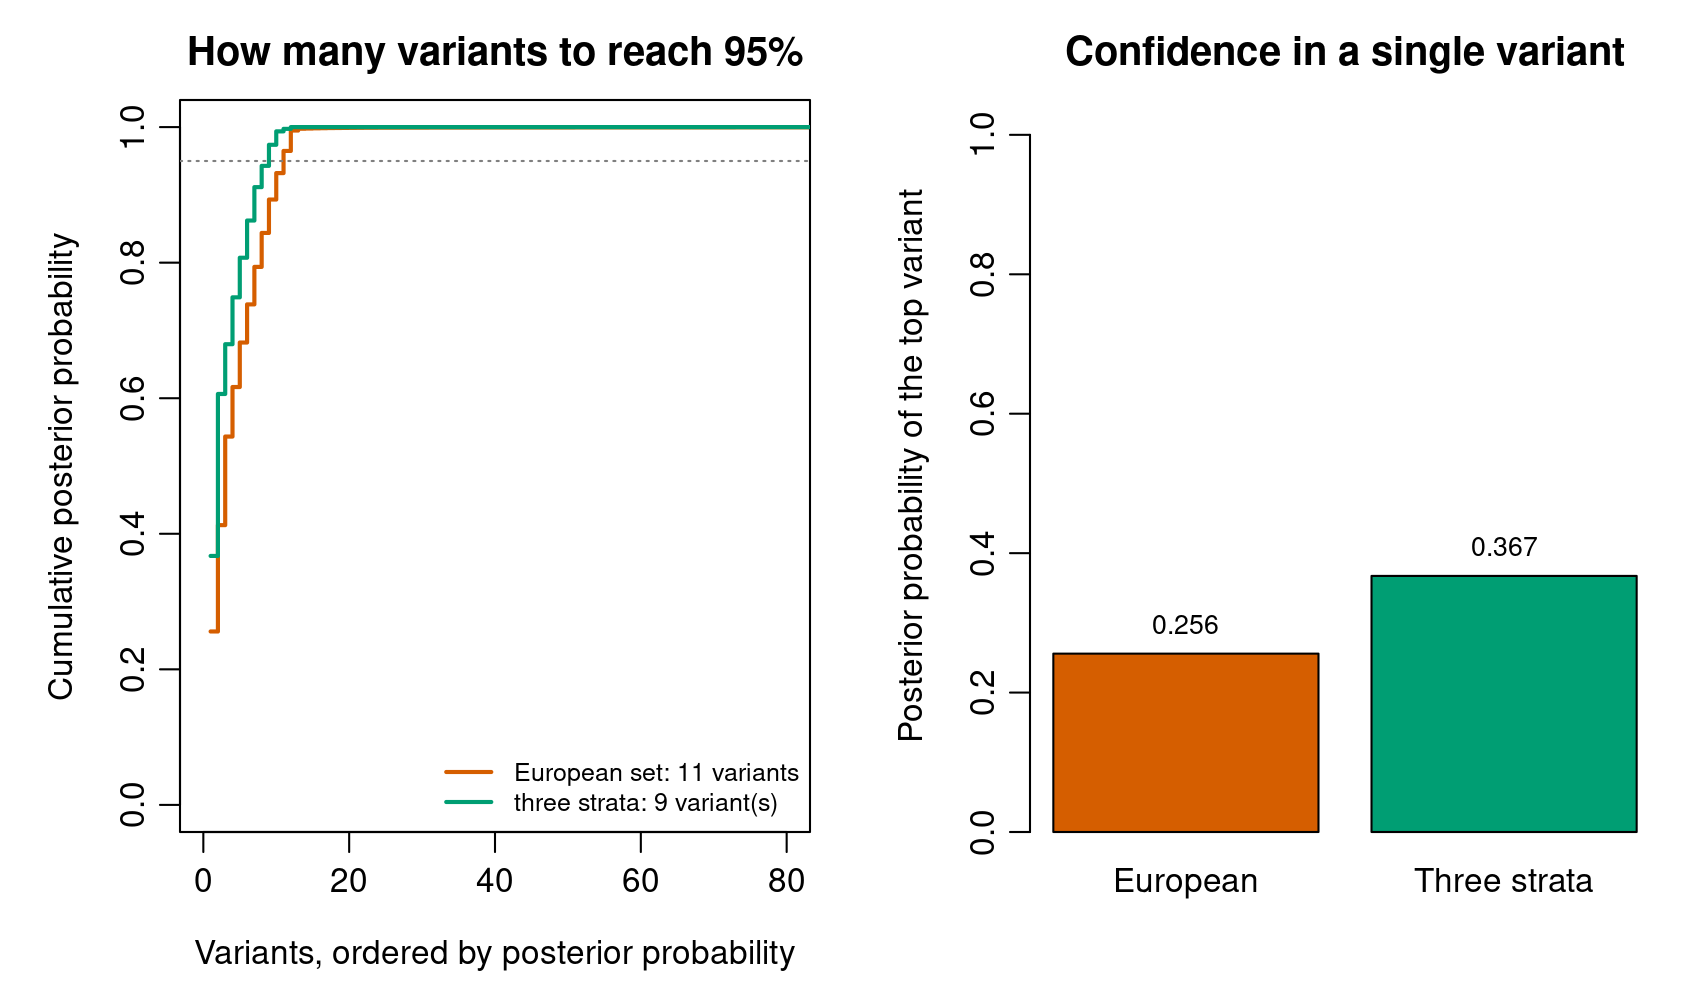 How many variants to reach 95%
Cumulative posterior probability
1.0
0.8
0.6
0.4
0.2
0.0
European set: 11 variants
three strata: 9 variant(s)
0
20
40
60
80
Variants, ordered by posterior probability
Confidence in a single variant
Posterior probability of the top variant
1.0
0.8
0.6
0.4
0.2
0.0
0.256
0.367
European
Three strata